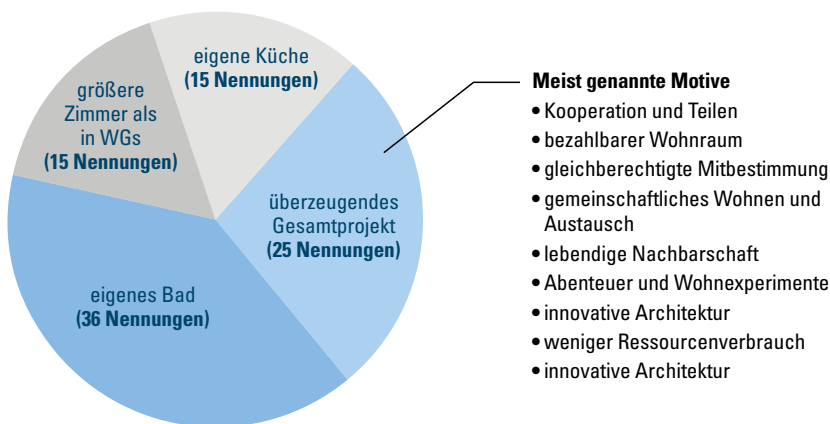 eigene Küche
(15 Nennungen)
größere
Zimmer als
in WGs
(15 Nennungen)
überzeugendes
Gesamtprojekt
(25 Nennungen)
eigenes Bad
(36 Nennungen)
Meist genannte Motive
• Kooperation und Teilen
• bezahlbarer Wohnraum
• gleichberechtigte Mitbestimmung
• gemeinschaftliches Wohnen und
Austausch
• lebendige Nachbarschaft
• Abenteuer und Wohnexperimente
• innovative Architektur
• weniger Ressourcenverbrauch
• innovative Architektur